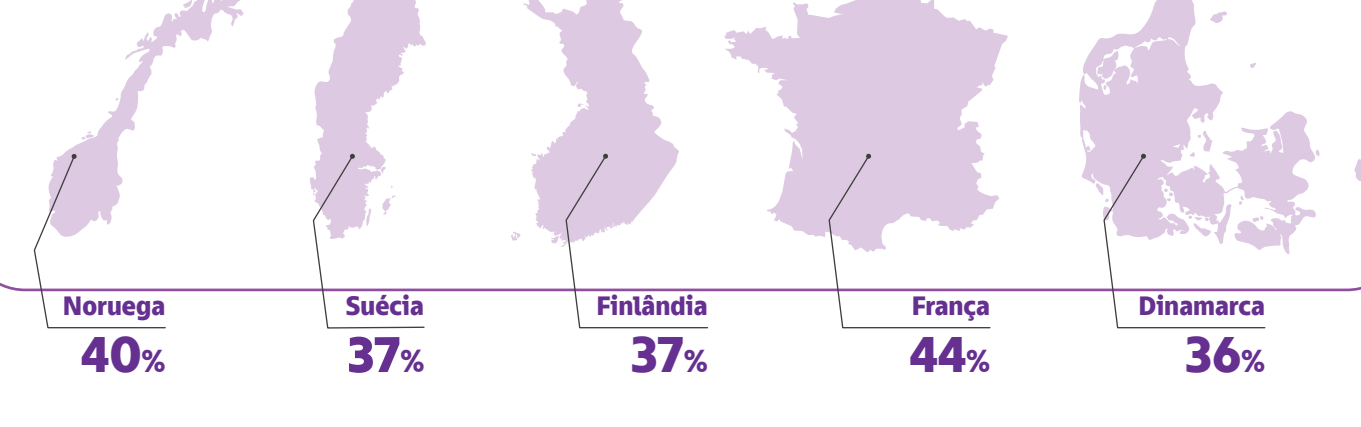 Noruega
40%
Suécia
37%
Finlândia
37%
França
44%
Dinamarca
36%